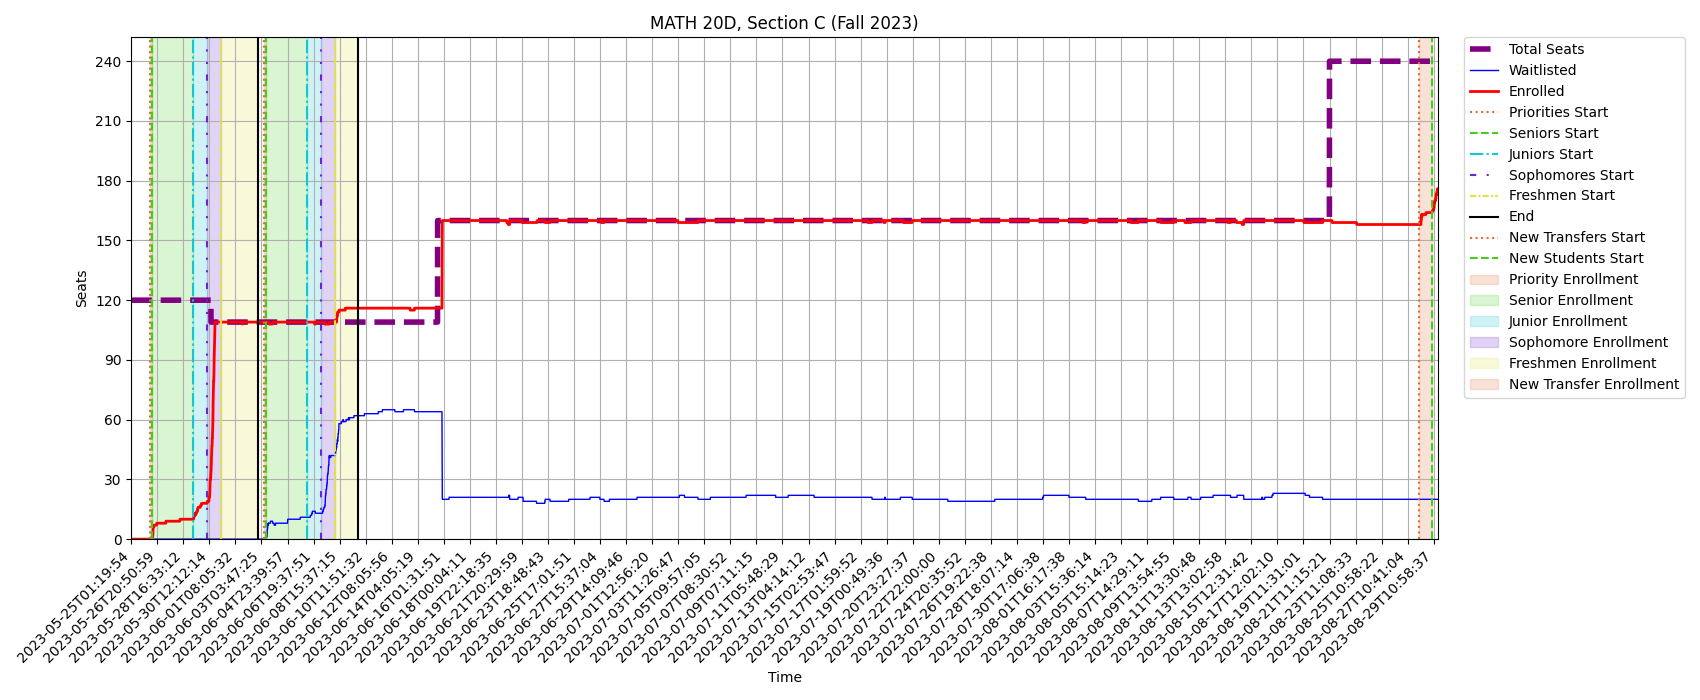 MATH 20D, Section C (Fall 2023)
Seats
240
210
180
150
120
90
60
30
0
2023-05-25T01:19:54
2023-05-26T20:50:59
2023-05-28T16:33:12
2023-05-30T12:12:14
2023-06-01T08:05:32
2023-06-03T03:47:25
2023-06-04T23:39:57
2023-06-06T19:37:51
2023-06-08T15:37:15
2023-06-10T11:51:32
2023-06-12T08:05:56
2023-06-14T04:05:19
2023-06-16T01:31:51
2023-06-18T00:04:11
2023-06-19T22:18:35
2023-06-21T20:29:59
2023-06-23T18:48:43
2023-06-25T17:01:51
2023-06-27T15:37:04
2023-06-29T14:09:46
2023-07-01T12:56:20
2023-07-03T11:26:47
2023-07-05T09:57:05
2023-07-07T08:30:52
2023-07-09T07:11:15
2023-07-11T05:48:29
2023-07-13T04:14:12
2023-07-15T02:53:47
2023-07-17T01:59:52
2023-07-19T00:49:36
2023-07-20T23:27:37
2023-07-22T22:00:00
2023-07-24T20:35:52
2023-07-26T19:22:38
2023-07-28T18:07:14
2023-07-30T17:06:38
2023-08-01T16:17:38
2023-08-03T15:36:14
2023-08-05T15:14:23
2023-08-07T14:29:11
2023-08-09T13:54:55
2023-08-11T13:30:48
2023-08-13T13:02:58
2023-08-15T12:31:42
2023-08-17T12:02:10
2023-08-19T11:31:01
2023-08-21T11:15:21
2023-08-23T11:08:33
2023-08-25T10:58:22
2023-08-27T10:41:04
2023-08-29T10:58:37
Time
Total Seats
Waitlisted
Enrolled
Priorities Start
Seniors Start
Juniors Start
Sophomores Start
Freshmen Start
End
New Transfers Start
New Students Start
Priority Enrollment
Senior Enrollment
Junior Enrollment
Sophomore Enrollment
Freshmen Enrollment
New Transfer Enrollment